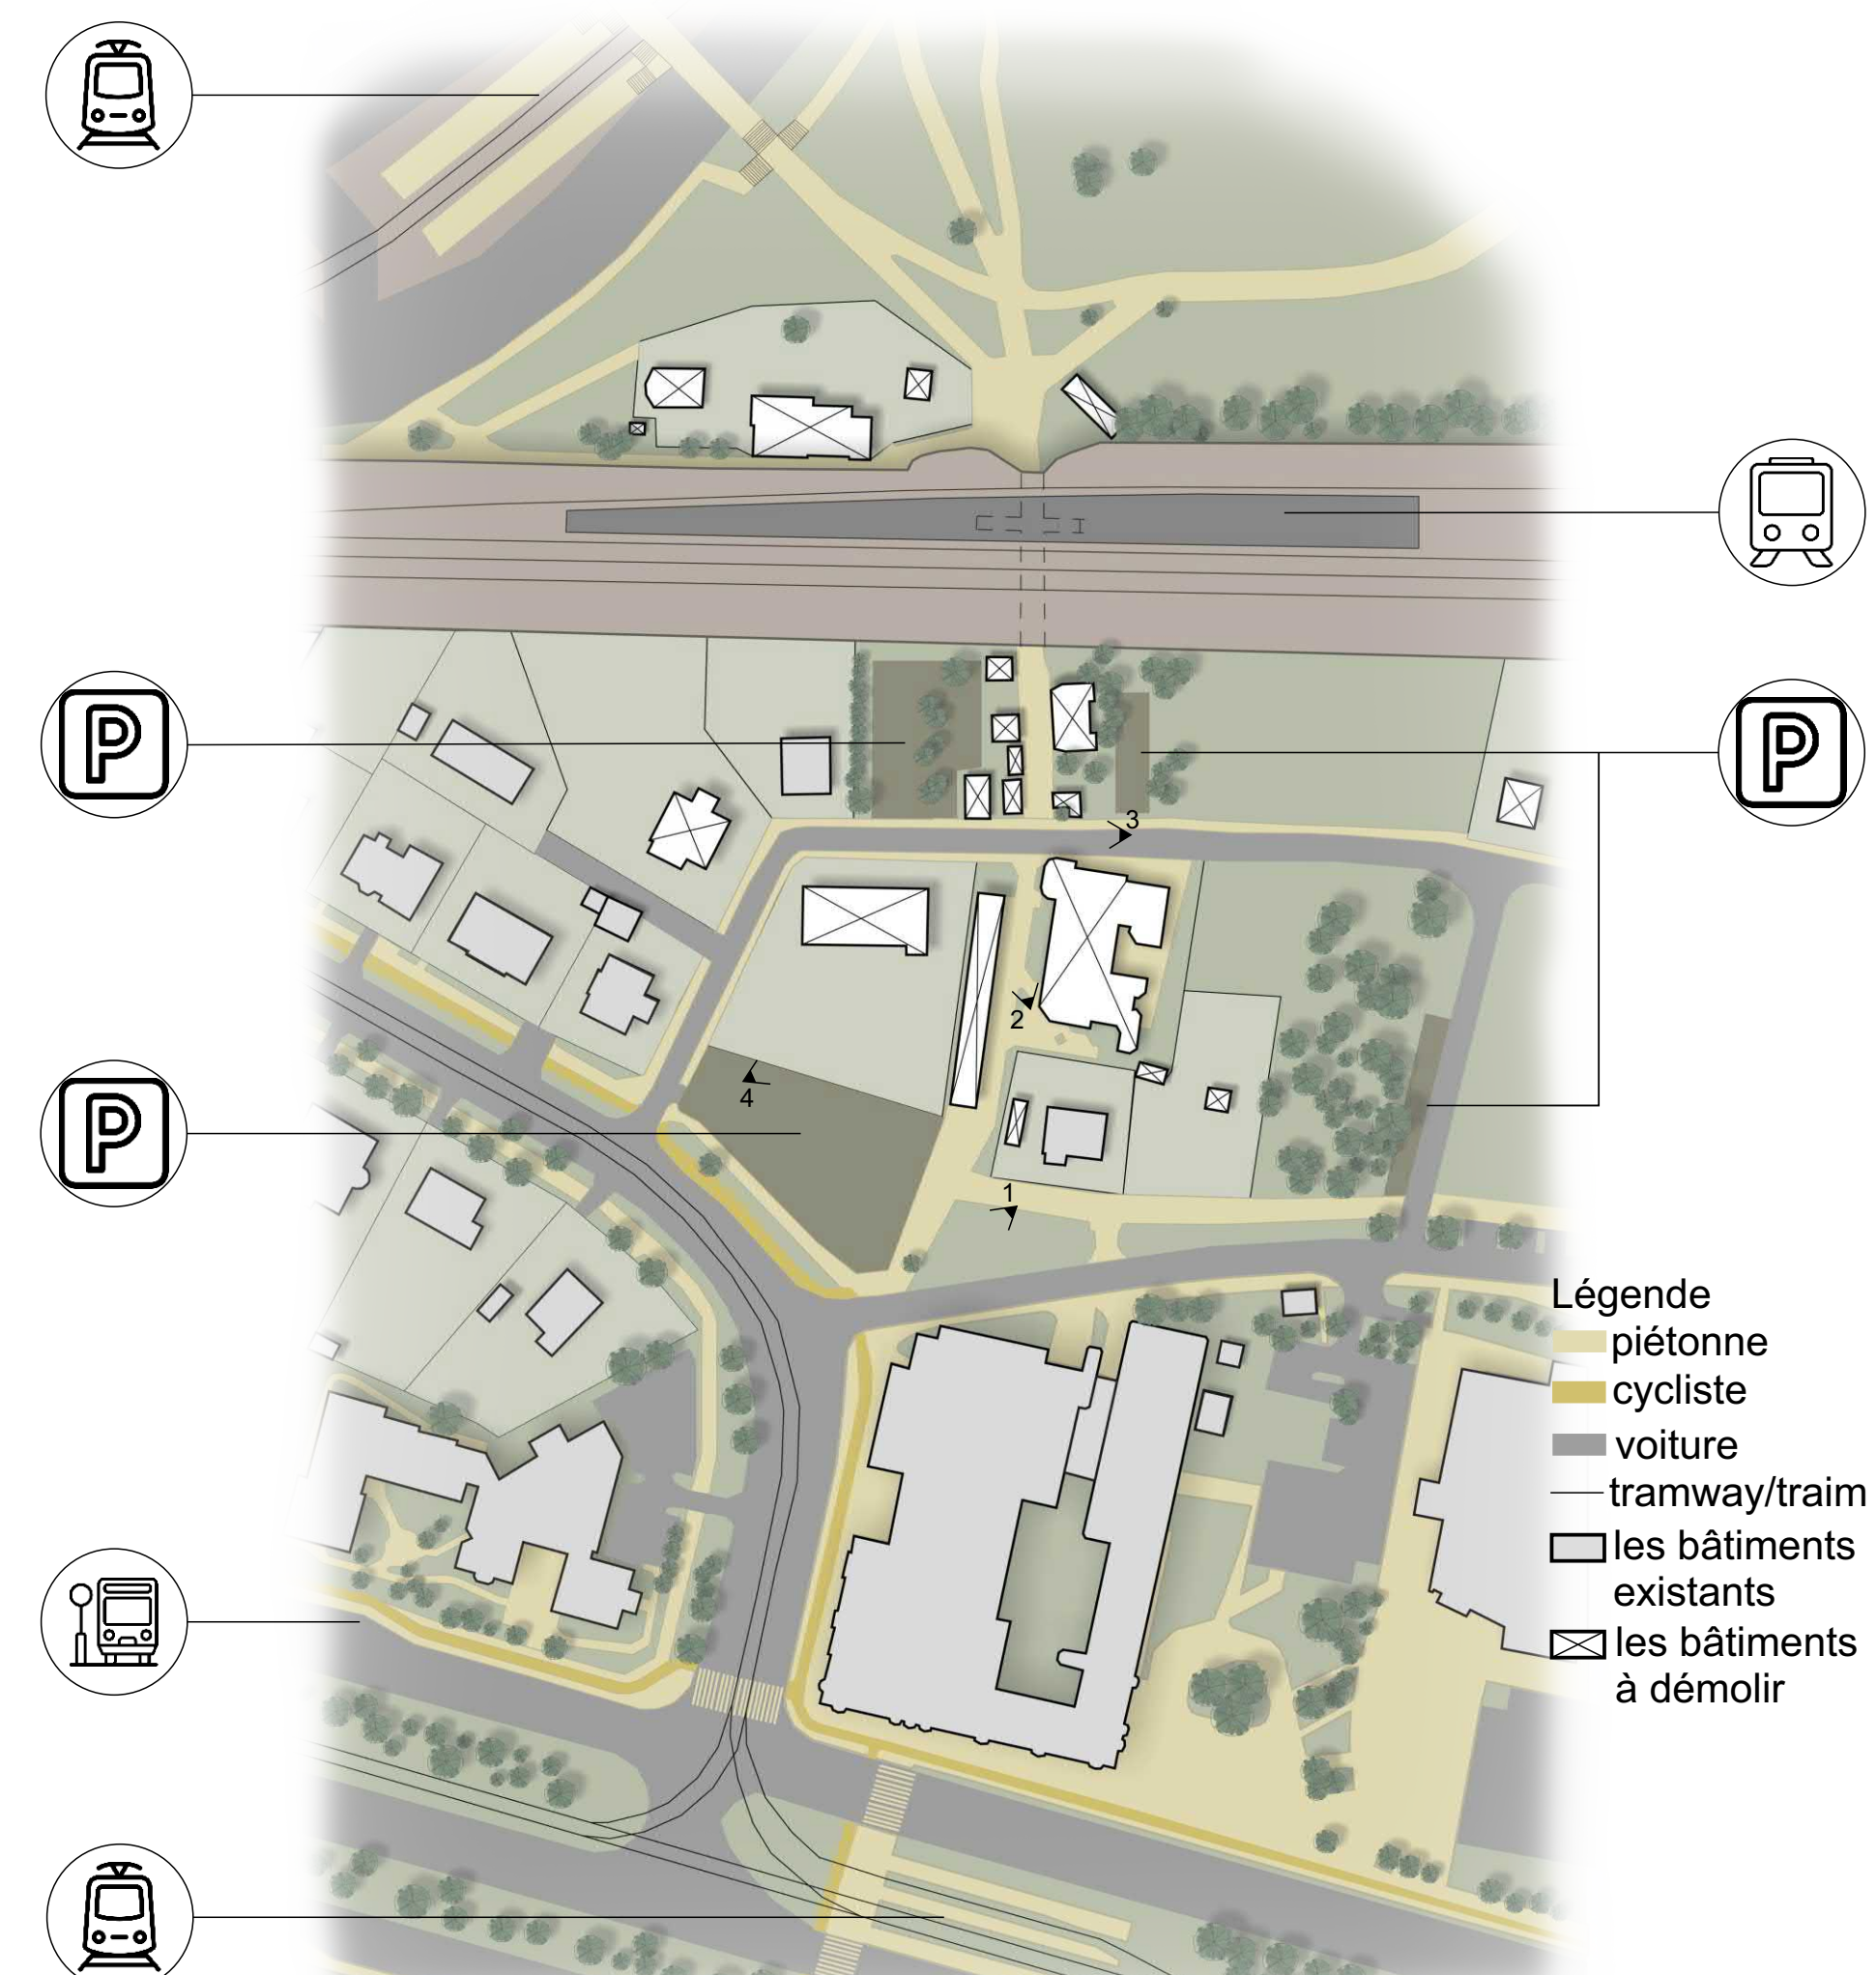 P
P
3
2
4
P
1
Légende
piétonne
cycliste
voiture
tramway/traim
les bâtiments
existants
les bâtiments
à démolir